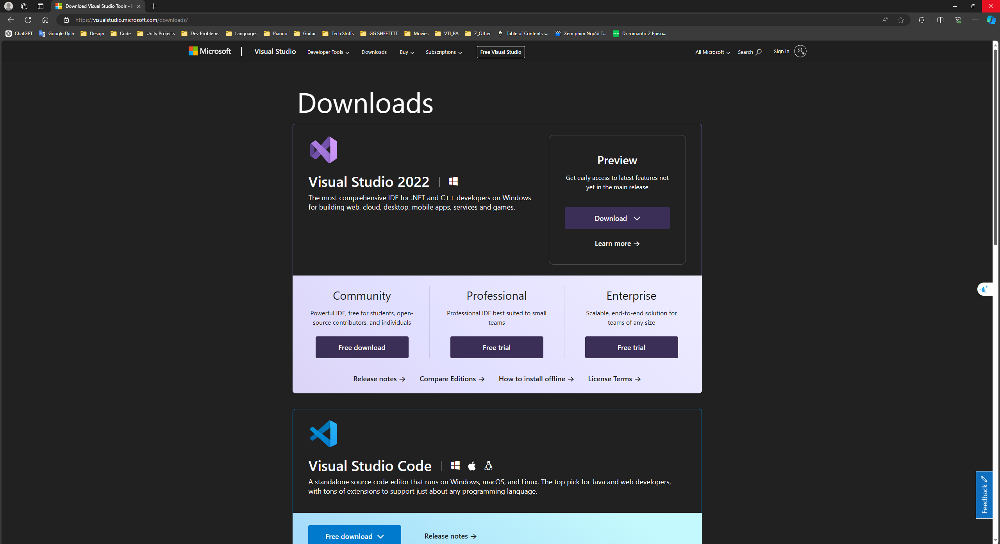 Download Visual Studio Tools - I
https://visualstudio.microsoft.com/downloads/
ChatGPT Google Dịch Design Code Unity Projects Dev Problems Languages Pianoo Guitar Tech Stuffs GG SHEETTTT Movies VTI_BA Z_Other Table of Contents -... Xem phim Người T... Dr romantic 2 Episo...
Microsoft Visual Studio Developer Tools Downloads Buy Subscriptions Free Visual Studio All Microsoft Search Sign in
Downloads
Visual Studio 2022
The most comprehensive IDE for .NET and C++ developers on Windows
for building web, cloud, desktop, mobile apps, services and games.
Preview
Get early access to latest features not
yet in the main release
Download
Learn more →
Community
Powerful IDE, free for students, open-
source contributors, and individuals
Free download
Professional
Professional IDE best suited to small
teams
Free trial
Enterprise
Scalable, end-to-end solution for
teams of any size
Free trial
Release notes → Compare Editions → How to install offline → License Terms →
Visual Studio Code
A standalone source code editor that runs on Windows, macOS, and Linux. The top pick for Java and web developers,
with tons of extensions to support just about any programming language.
Free download Release notes →
Feedback